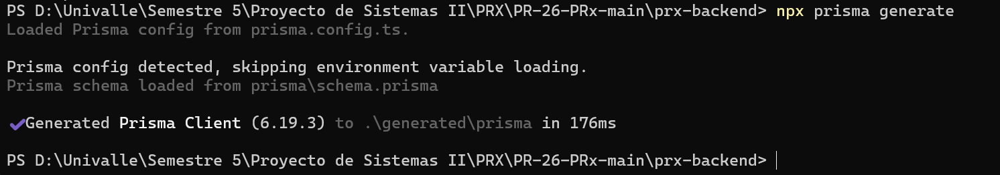 PS D:\Univalle\Semestre 5\Proyecto de Sistemas II\PRX\PR-26-PRx-main\prx-backend> npx prisma generate
Loaded Prisma config from prisma.config.ts.
Prisma config detected, skipping environment variable loading.
Prisma schema loaded from prisma\schema.prisma
✔Generated Prisma Client (6.19.3) to .\generated\prisma in 176ms
PS D:\Univalle\Semestre 5\Proyecto de Sistemas II\PRX\PR-26-PRx-main\prx-backend>